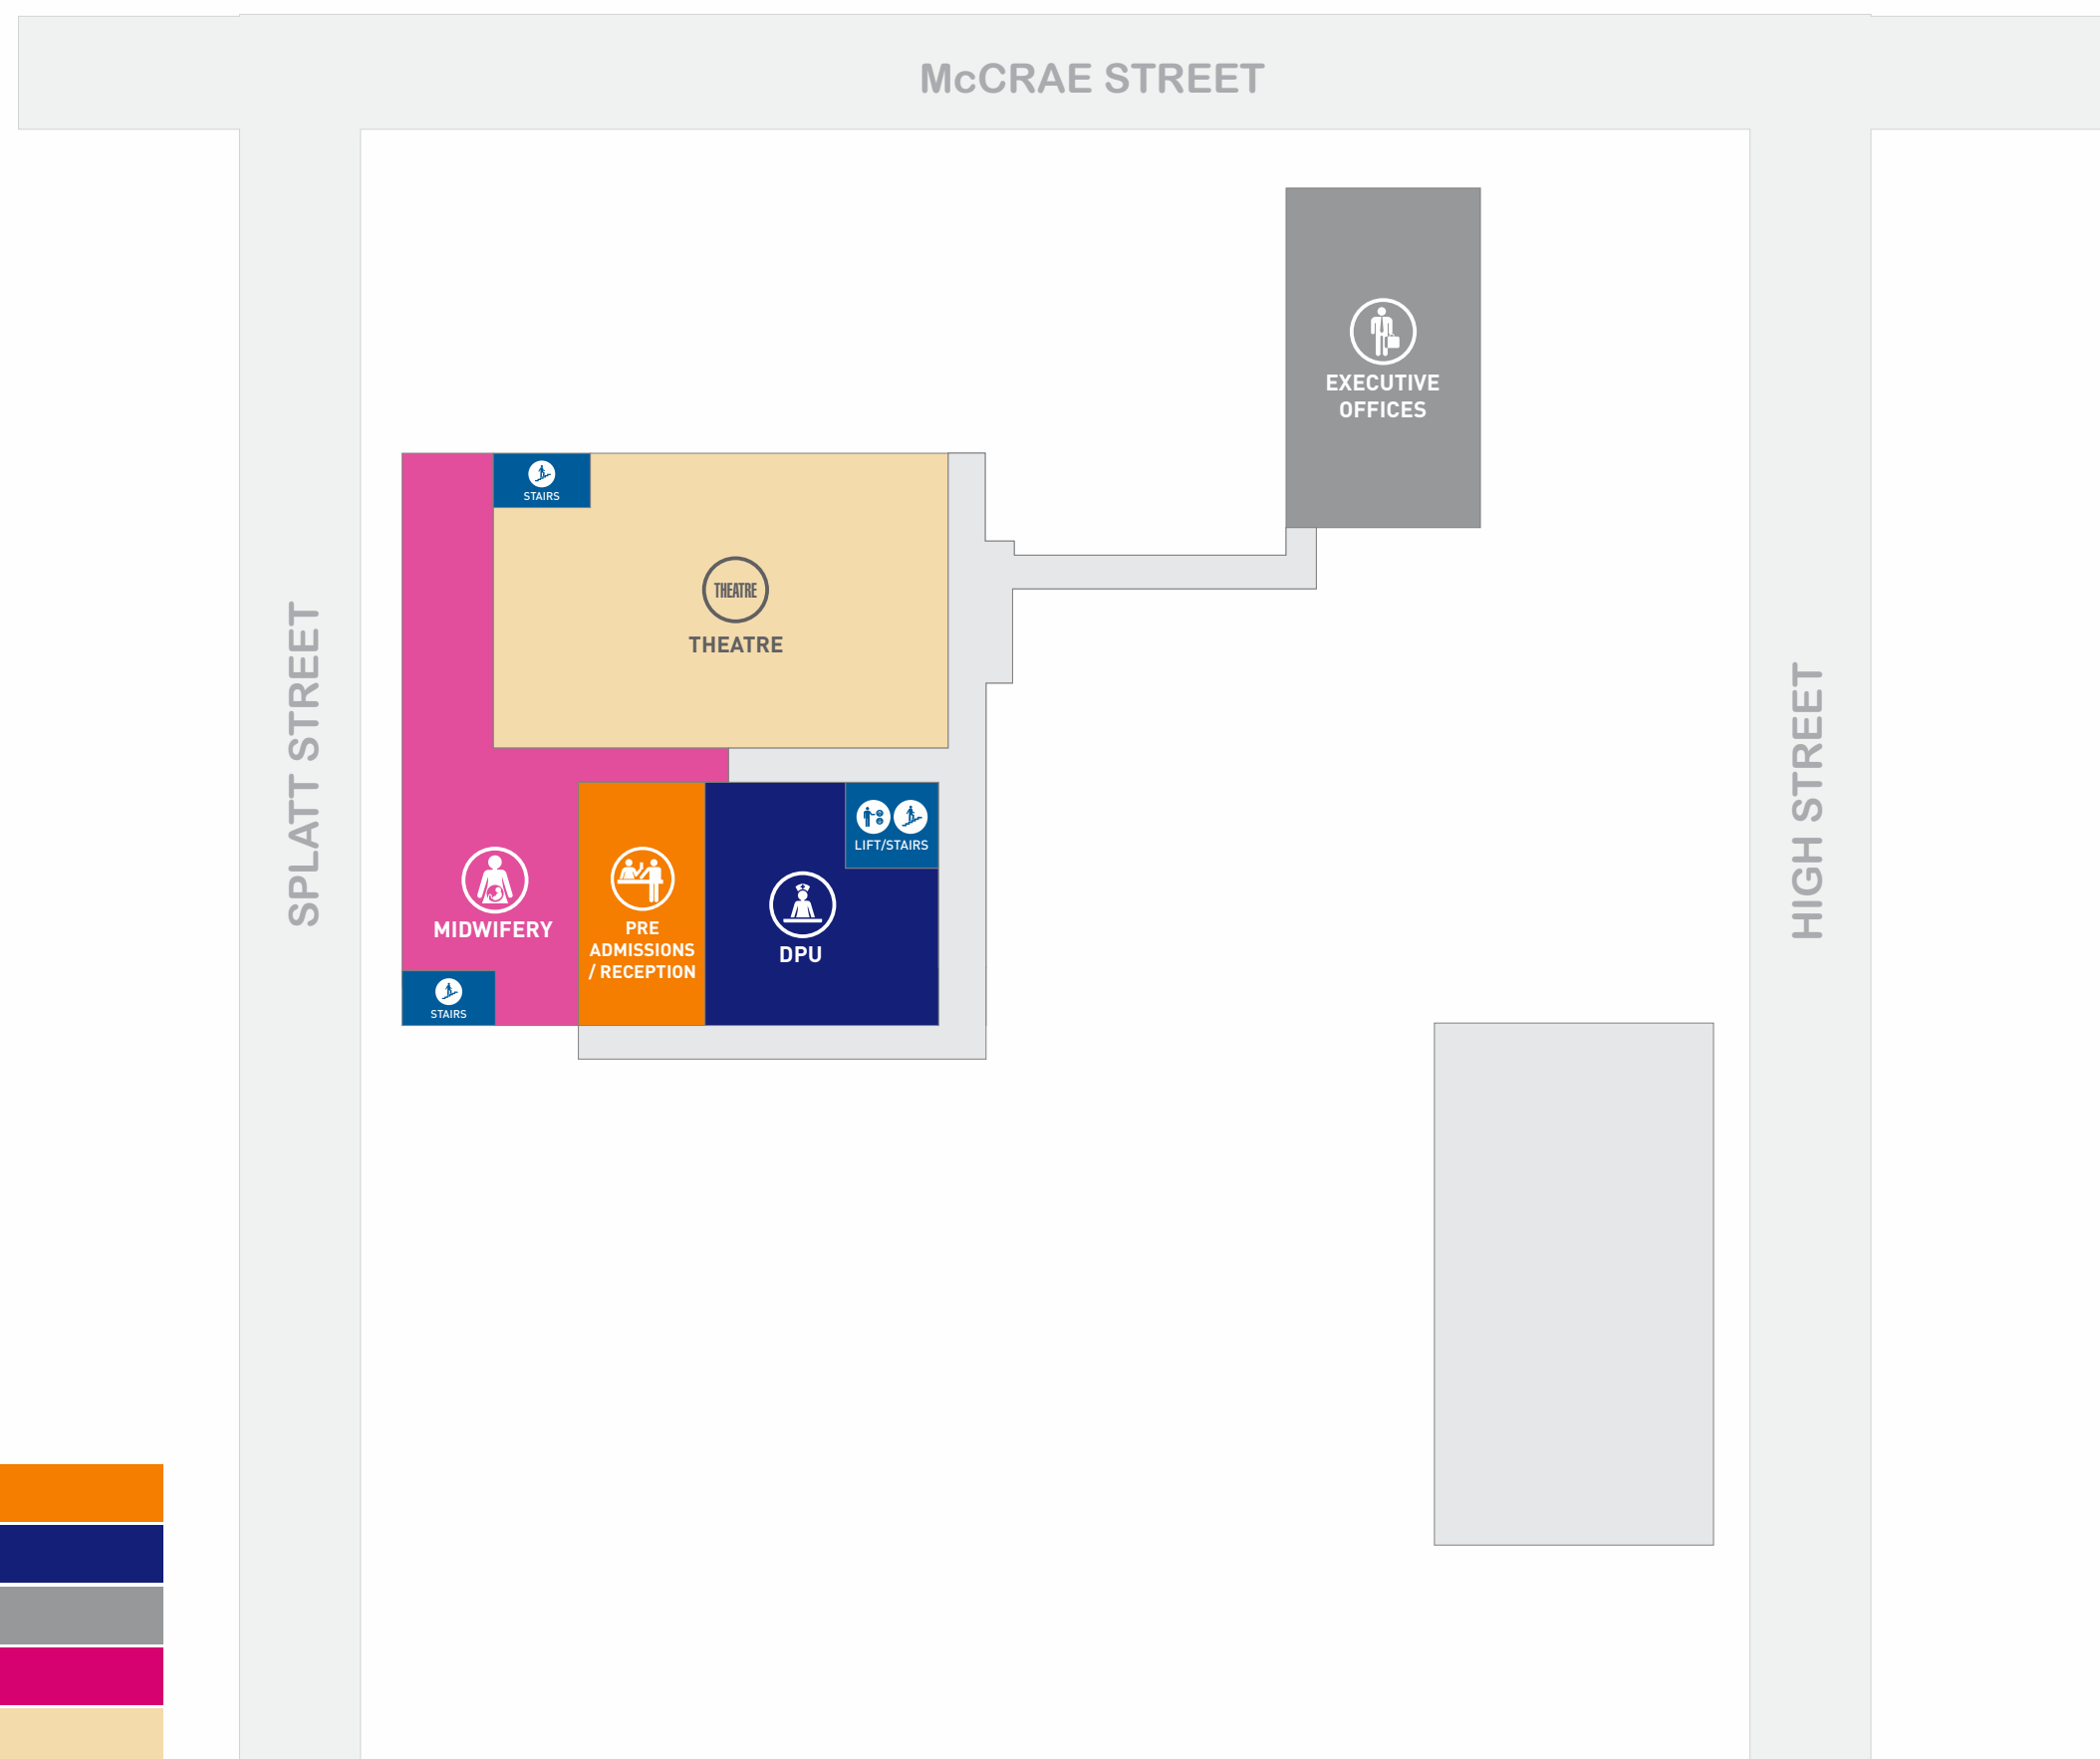 McCRAE STREET
EXECUTIVE
OFFICES
STAIRS
THEATRE
THEATRE
SPLATT STREET
HIGH STREET
LIFT/STAIRS
MIDWIFERY
PRE
ADMISSIONS
/ RECEPTION
DPU
STAIRS